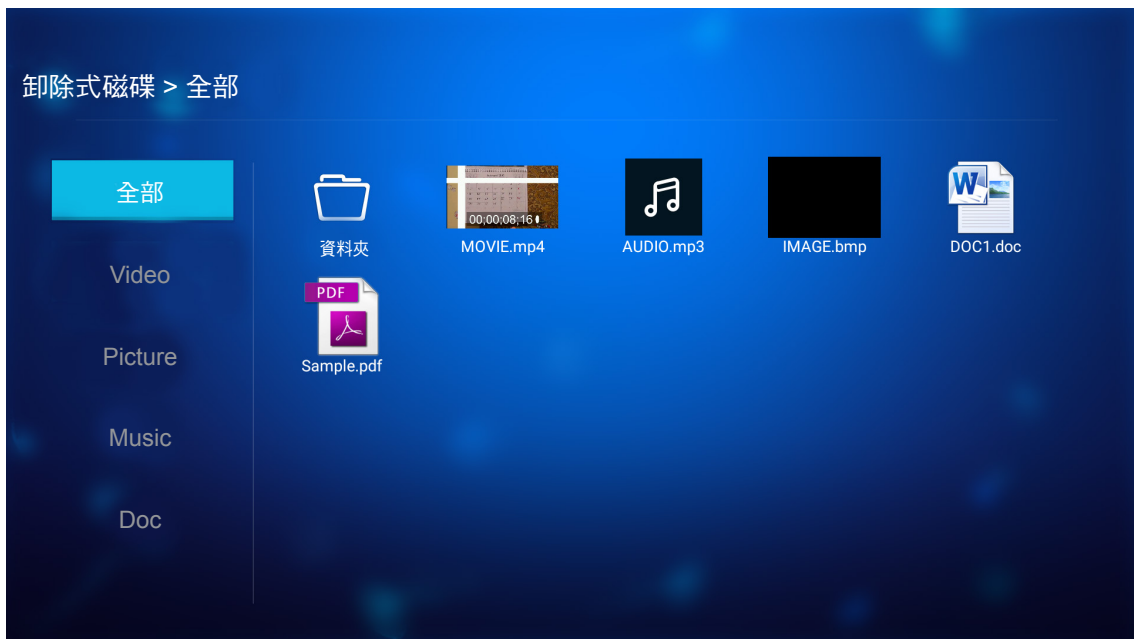 卸除式磁碟 > 全部
全部
Video
Picture
Music
Doc
00;00;08;16
資料夾
MOVIE.mp4
AUDIO.mp3
IMAGE.bmp
W
DOC1.doc
PDF
Sample.pdf